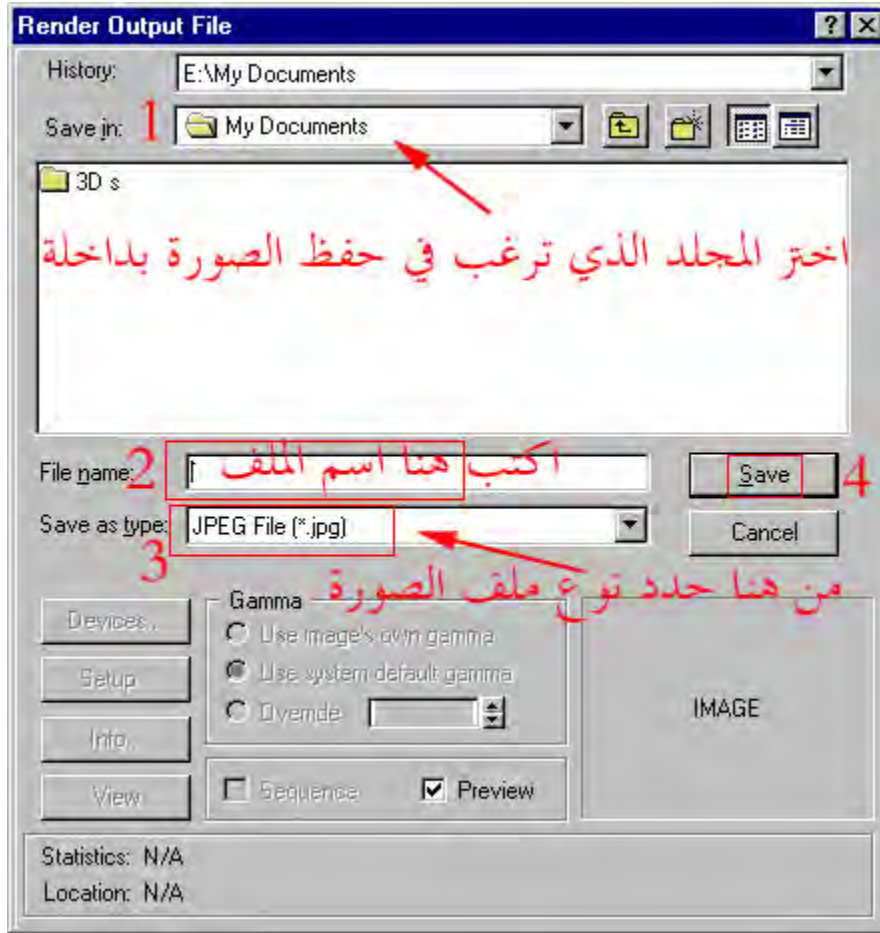 Render Output File
History: E:\My Documents
Save in: 1 My Documents
3D s
اختر المجلد الذي ترغب في حفظ الصورة بداخلة
File name: 2 اكتب هنا اسم الملف Save 4
Save as type: JPEG File (*.jpg) Cancel
3
من هنا حدد نوع ملف الصورة
Devices... Gamma
Use image's own gamma
Setup Use system default gamma
Override IMAGE
Info...
View Sequence Preview
Statistics: N/A
Location: N/A